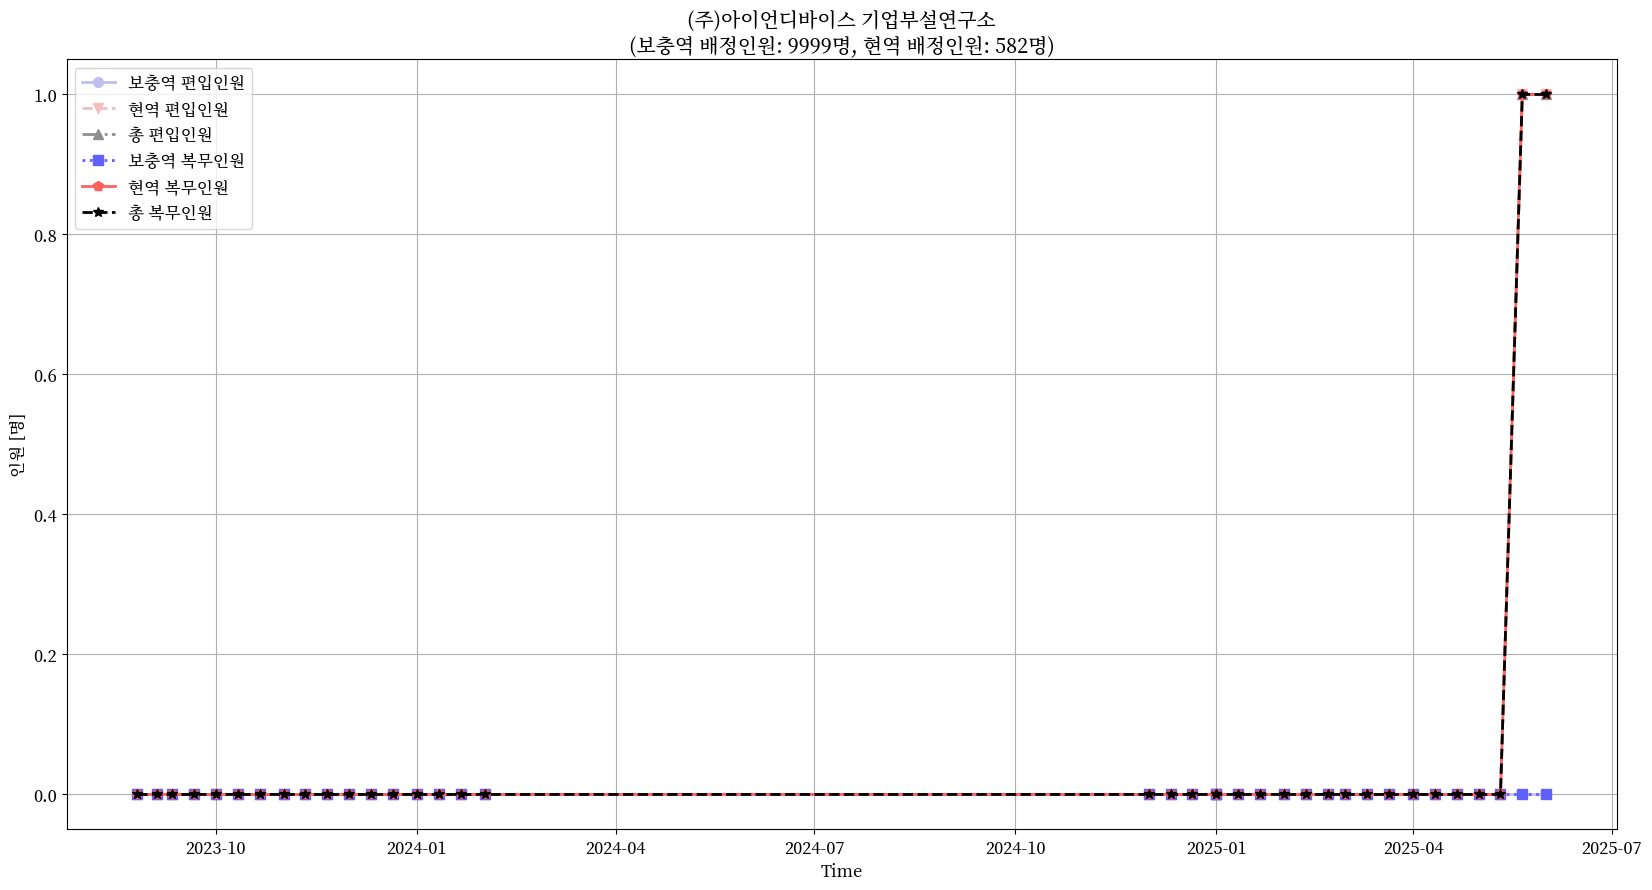 (주)아이언디바이스 기업부설연구소
(보충역 배정인원: 9999명, 현역 배정인원: 582명)
보충역 편입인원
현역 편입인원
총 편입인원
보충역 복무인원
현역 복무인원
총 복무인원
인원 [명]
1.0
0.8
0.6
0.4
0.2
0.0
2023-10
2024-01
2024-04
2024-07
2024-10
2025-01
2025-04
2025-07
Time